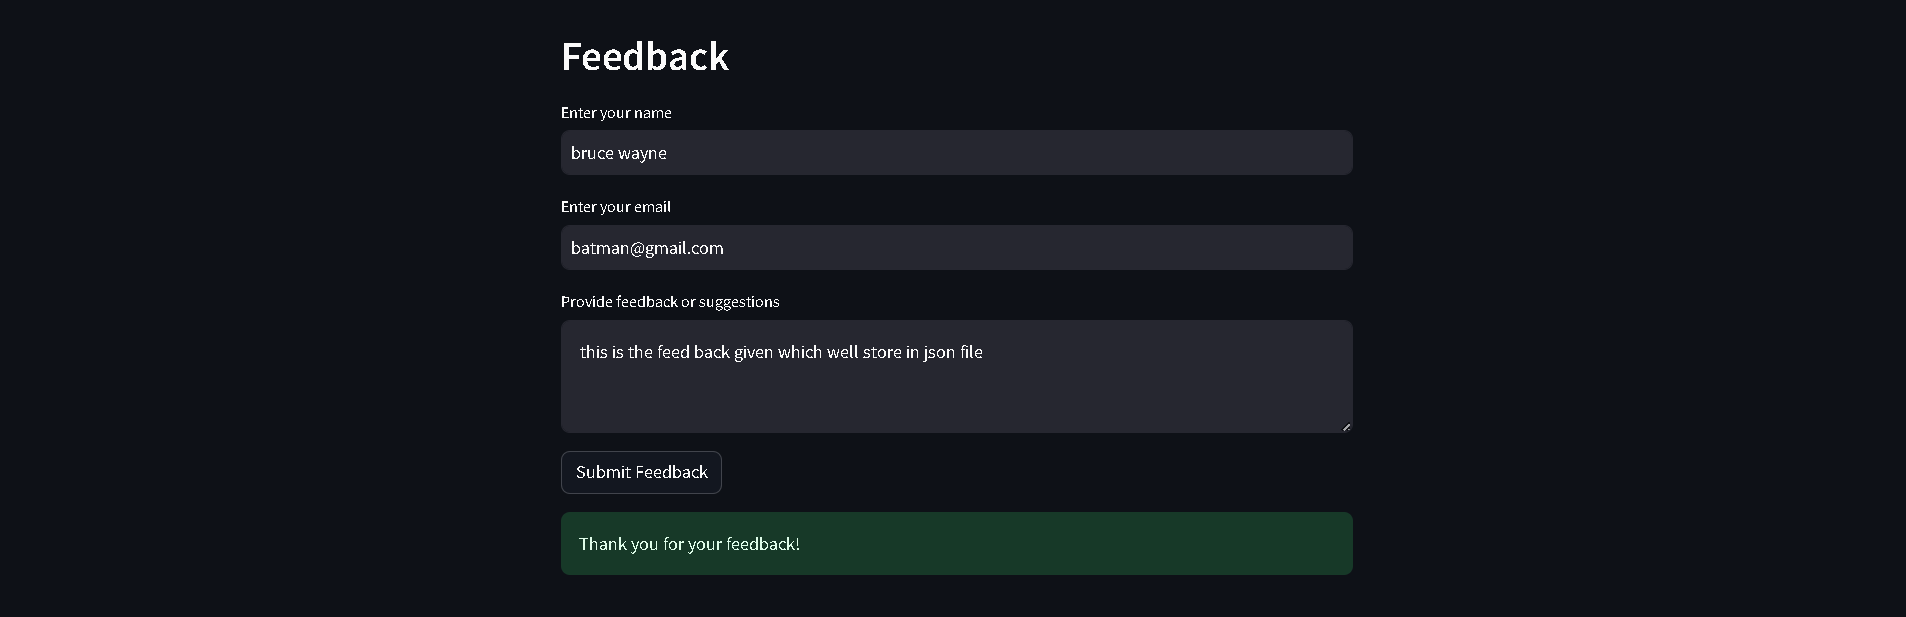 Feedback
Enter your name
bruce wayne
Enter your email
batman@gmail.com
Provide feedback or suggestions
this is the feed back given which well store in json file
Submit Feedback
Thank you for your feedback!